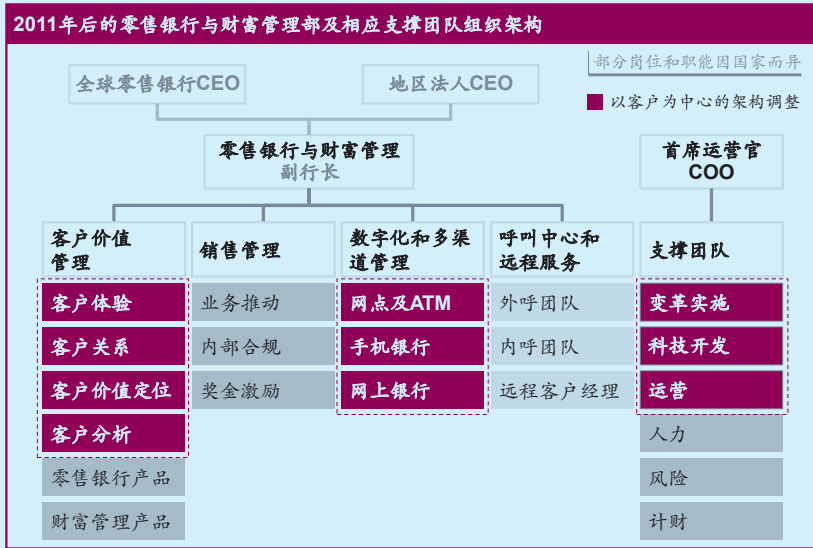 2011年后的零售银行与财富管理部及相应支撑团队组织架构
部分岗位和职能因国家而异
全球零售银行CEO
地区法人CEO
以客户为中心的架构调整
零售银行与财富管理
副行长
首席运营官
COO
客户价值
管理
销售管理
数字化和多渠
道管理
呼叫中心和
远程服务
支撑团队
客户体验
业务推动
网点及ATM
外呼团队
变革实施
客户关系
内部合规
手机银行
内呼团队
科技开发
客户价值定位
奖金激励
网上银行
远程客户经理
运营
客户分析
人力
零售银行产品
风险
财富管理产品
计财